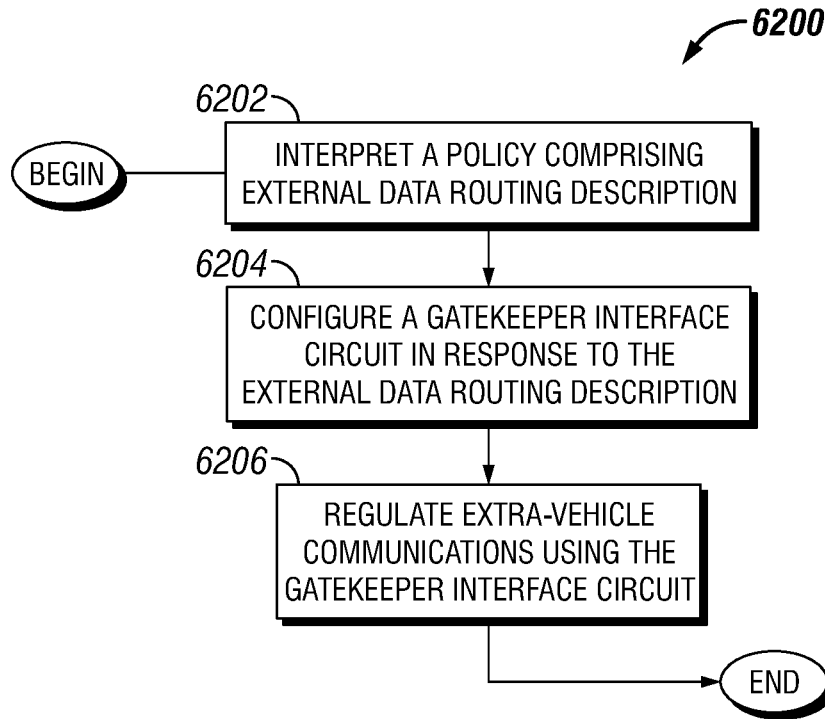 6200
6202
BEGIN
INTERPRET A POLICY COMPRISING
EXTERNAL DATA ROUTING DESCRIPTION
6204
CONFIGURE A GATEKEEPER INTERFACE
CIRCUIT IN RESPONSE TO THE
EXTERNAL DATA ROUTING DESCRIPTION
6206
REGULATE EXTRA-VEHICLE
COMMUNICATIONS USING THE
GATEKEEPER INTERFACE CIRCUIT
END